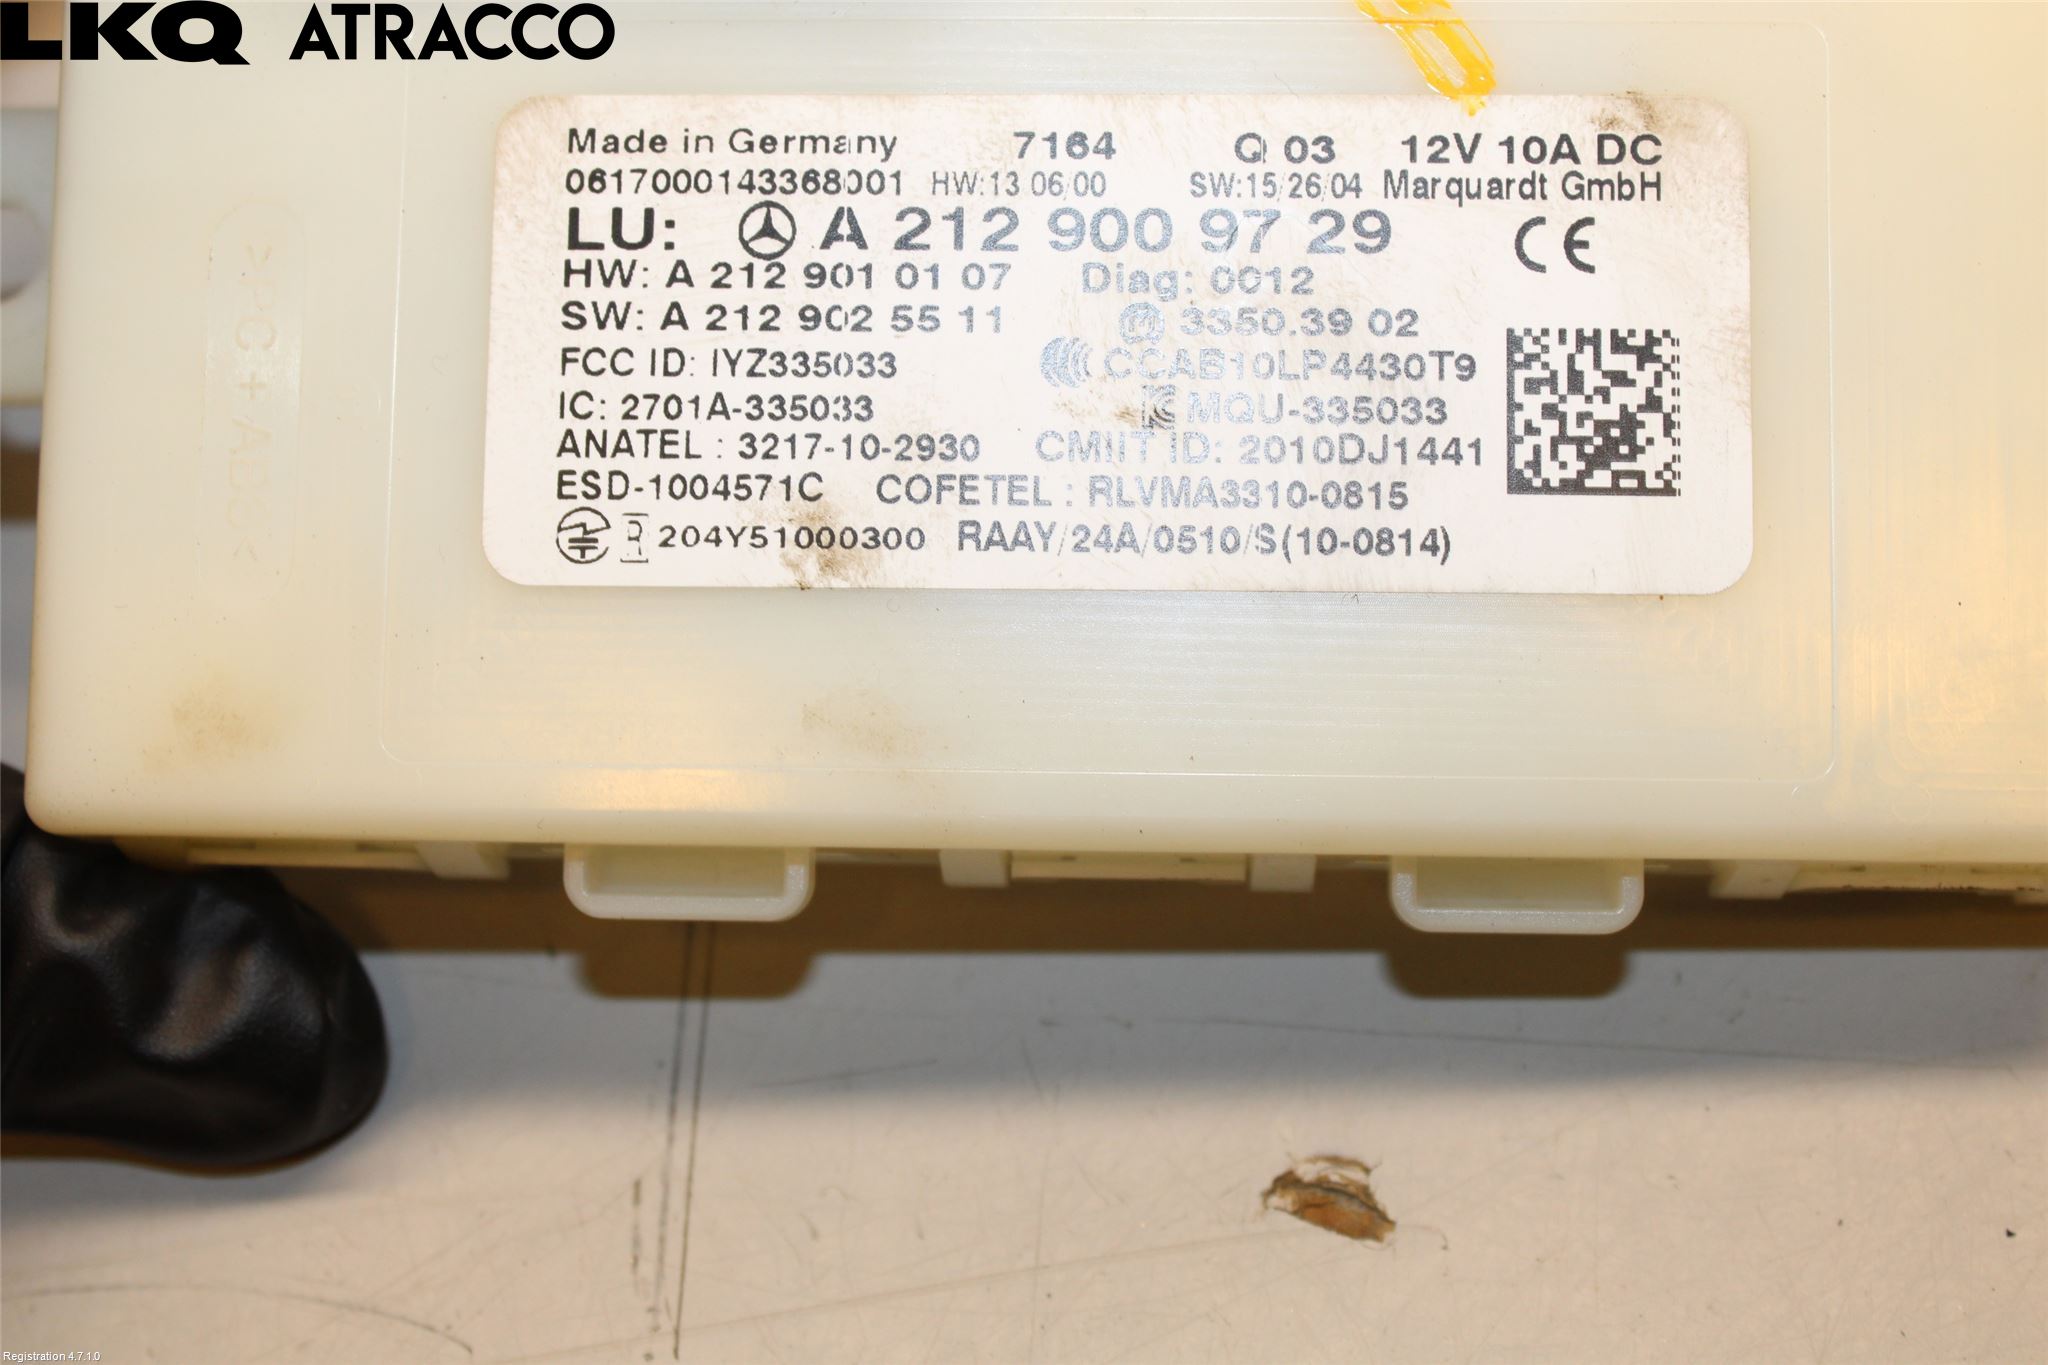 LKQ ATRACCO
Made in Germany 7164 Q 03 12V 10A DC
0617000143368001 HW:13/06/00 SW:15/26/04 Marquardt GmbH
LU: A 212 900 97 29
CE
HW: A 212 901 01 07 Diag: 0012
SW: A 212 902 55 11 3350.39 02
FCC ID: IYZ335033 CCAB10LP4430T9
IC: 2701A-335033 MQU-335033
ANATEL : 3217-10-2930 CMIIT ID: 2010DJ1441
ESD-1004571C COFETEL : RLVMA3310-0815
R 204Y51000300 RAAY/24A/0510/S(10-0814)
>PC + ABS<
Registration 4.7.1.0